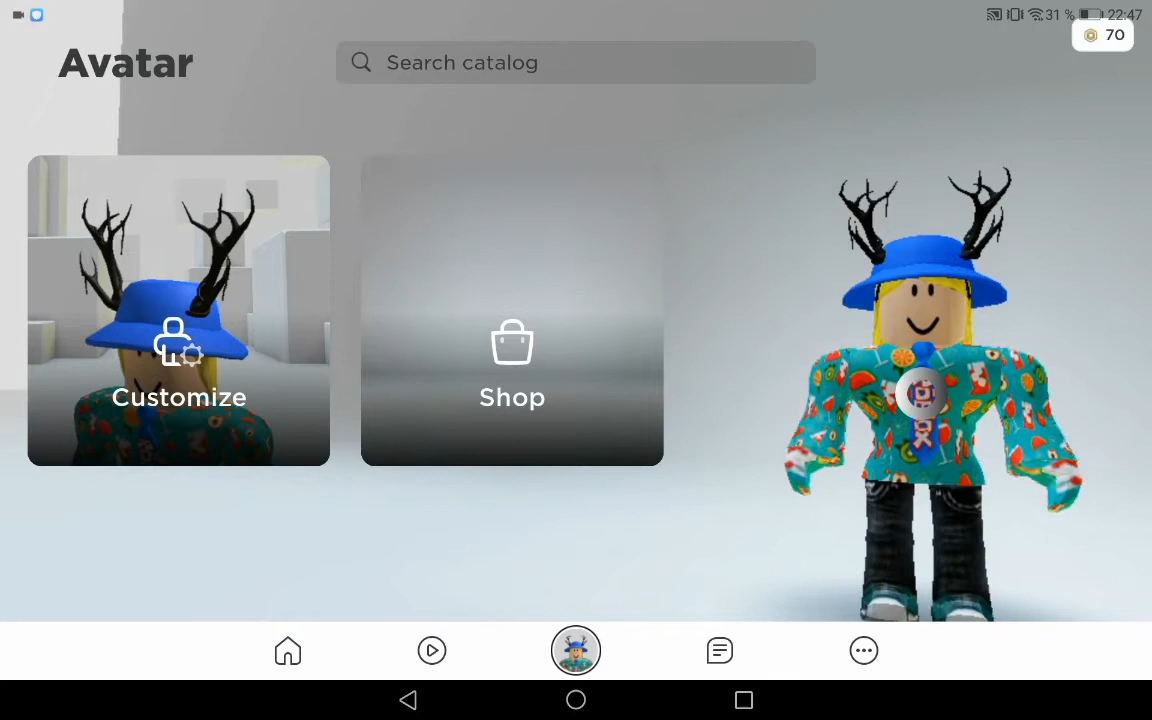 31 % 22:47
70
Avatar
Search catalog
Customize
Shop